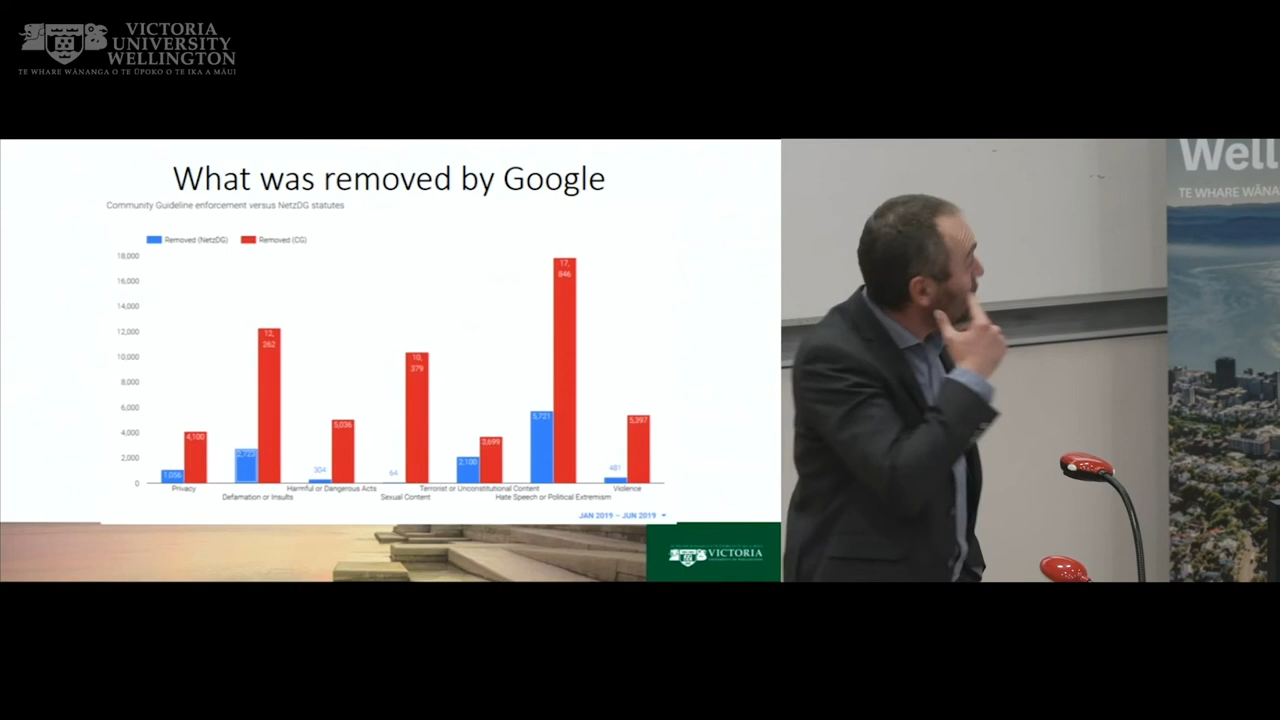 VICTORIA
UNIVERSITY
WELLINGTON
TE WHARE WĀNANGA O TE ŪPOKO O TE IKA A MĀUI
What was removed by Google
Community Guideline enforcement versus NetzDG statutes
Removed (NetzDG)
Removed (CG)
18,000
16,000
14,000
12,000
10,000
8,000
6,000
4,000
2,000
0
1,056
4,100
12,
262
304
5,036
64
10,
379
2,100
3,699
5,721
17,
846
481
5,397
Privacy
Defamation or Insults
Harmful or Dangerous Acts
Sexual Content
Terrorist or Unconstitutional Content
Hate Speech or Political Extremism
Violence
JAN 2019 – JUN 2019
VICTORIA
Well
TE WHARE WĀNA